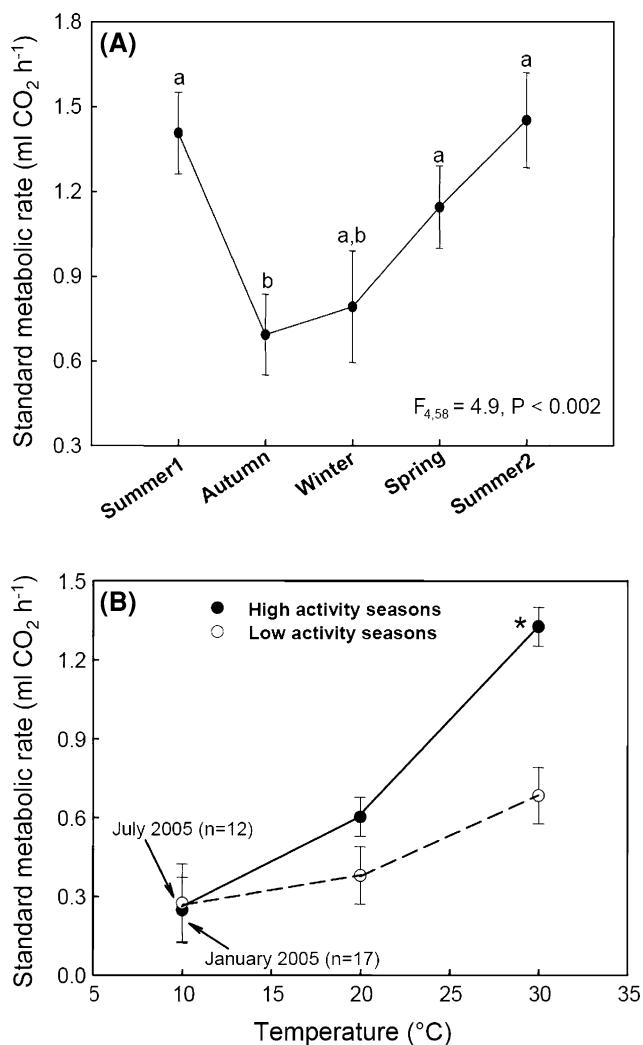 (A)
Standard metabolic rate (ml CO₂ h⁻¹)
1.8
1.5
1.2
0.9
0.6
0.3
a
b
a,b
a
a
F₄,₅₈ = 4.9, P < 0.002
Summer1
Autumn
Winter
Spring
Summer2
(B)
Standard metabolic rate (ml CO₂ h⁻¹)
1.5
1.2
0.9
0.6
0.3
0.0
High activity seasons
Low activity seasons
*
July 2005 (n=12)
January 2005 (n=17)
5
10
15
20
25
30
35
Temperature (°C)